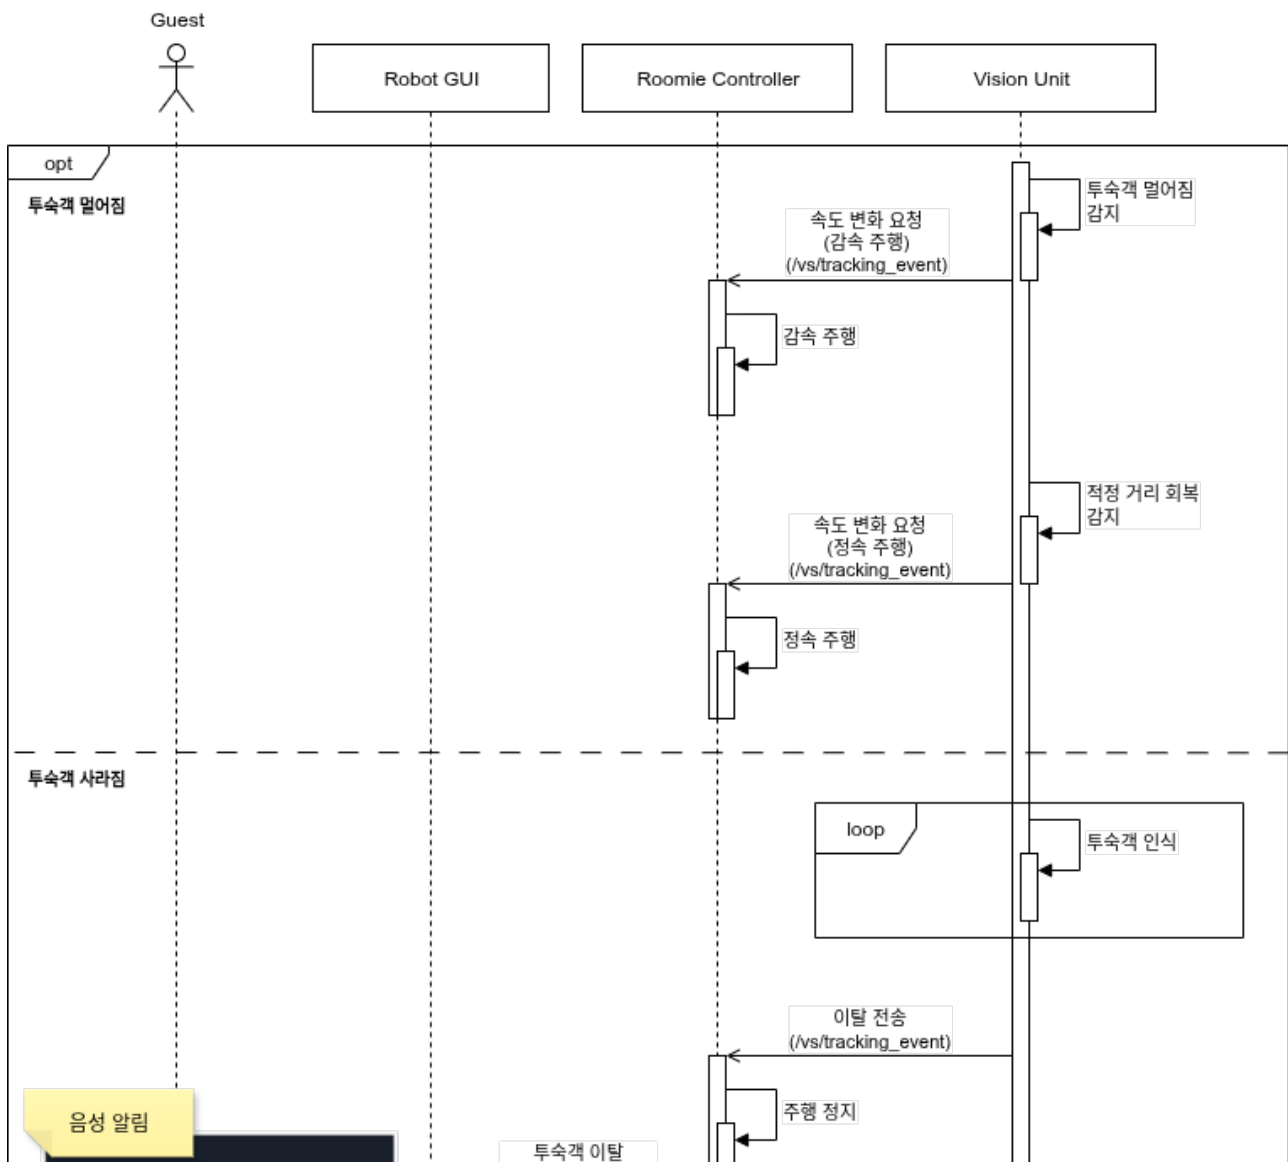 Guest
Robot GUI
Roomie Controller
Vision Unit
opt
투숙객 멀어짐
투숙객 멀어짐
감지
속도 변화 요청
(감속 주행)
(/vs/tracking_event)
감속 주행
적정 거리 회복
감지
속도 변화 요청
(정속 주행)
(/vs/tracking_event)
정속 주행
투숙객 사라짐
loop
투숙객 인식
이탈 전송
(/vs/tracking_event)
주행 정지
음성 알림
투숙객 이탈